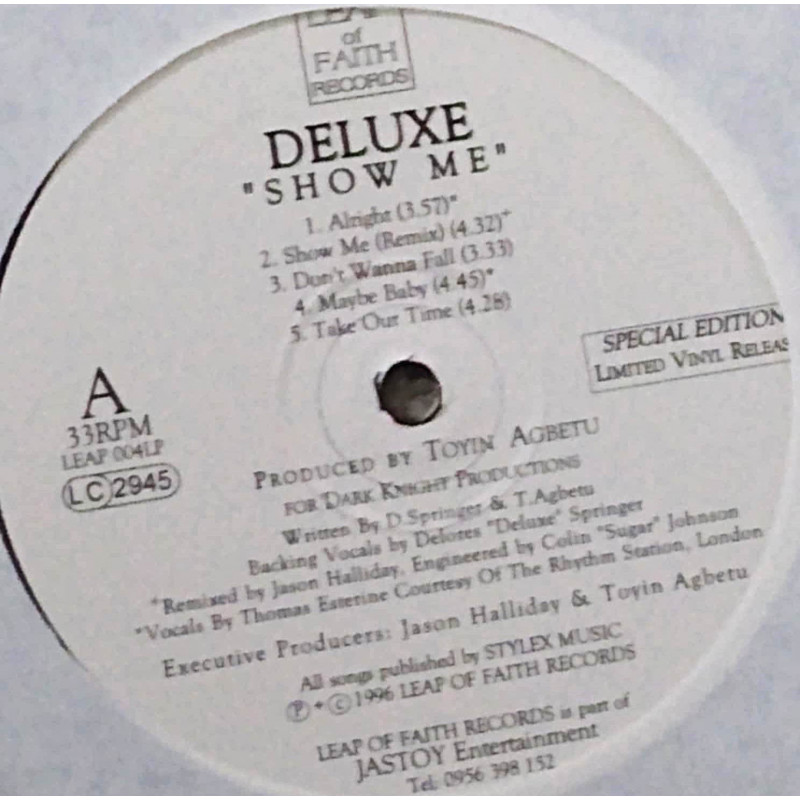 LEAP
of
FAITH
RECORDS
DELUXE
"SHOW ME"
1. Alright (3.57)*
2. Show Me (Remix) (4.32)+
3. Don't Wanna Fall (3.33)
4. Maybe Baby (4.45)*
5. Take Our Time (4.28)
SPECIAL EDITION
LIMITED VINYL RELEAS
A
33RPM
LEAP 004LP
LC 2945
PRODUCED BY TOYIN AGBETU
FOR DARK KNIGHT PRODUCTIONS
Written By D.Springer & T.Agbetu
Backing Vocals by Delores "Deluxe" Springer
+Remixed by Jason Halliday, Engineered by Colin "Sugar" Johnson
*Vocals By Thomas Esterine Courtesy Of The Rhythm Station, London
Executive Producers: Jason Halliday & Toyin Agbetu
All songs published by STYLEX MUSIC
Ⓟ + © 1996 LEAP OF FAITH RECORDS
LEAP OF FAITH RECORDS is part of
JASTOY Entertainment
Tel: 0956 398 152